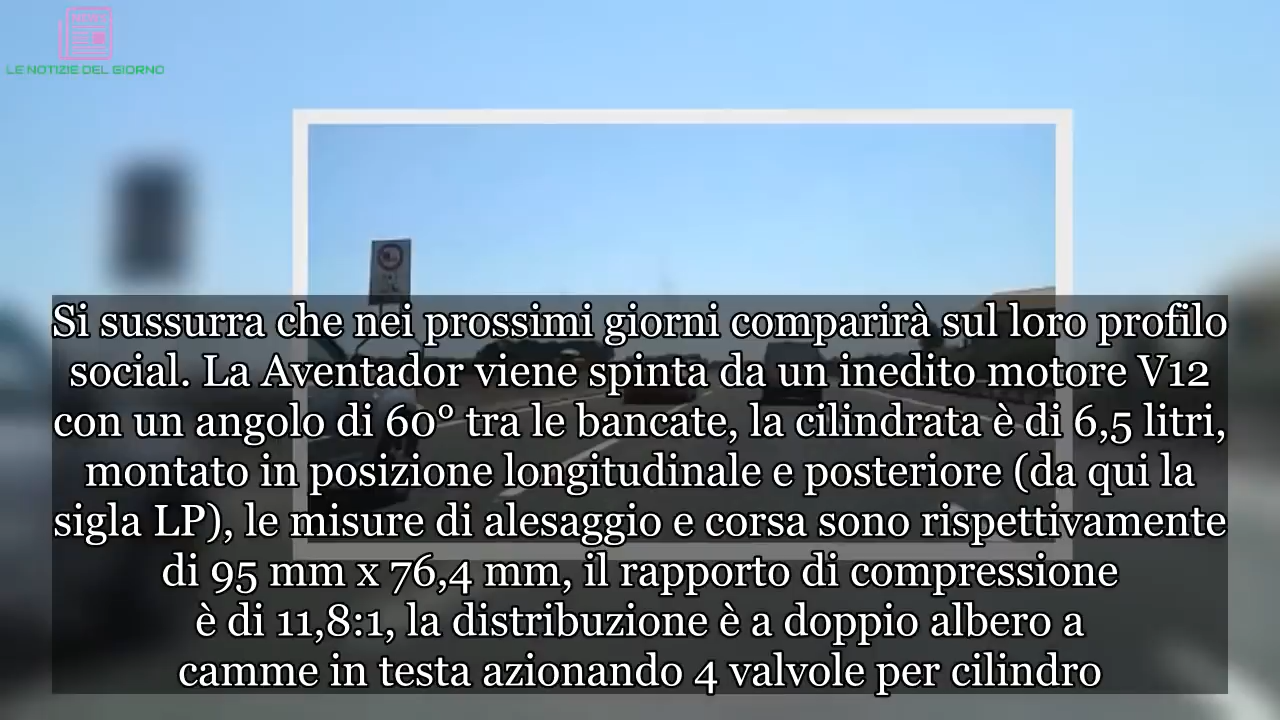 NEWS
LE NOTIZIE DEL GIORNO
Si sussurra che nei prossimi giorni comparirà sul loro profilo
social. La Aventador viene spinta da un inedito motore V12
con un angolo di 60° tra le bancate, la cilindrata è di 6,5 litri,
montato in posizione longitudinale e posteriore (da qui la
sigla LP), le misure di alesaggio e corsa sono rispettivamente
di 95 mm x 76,4 mm, il rapporto di compressione
è di 11,8:1, la distribuzione è a doppio albero a
camme in testa azionando 4 valvole per cilindro